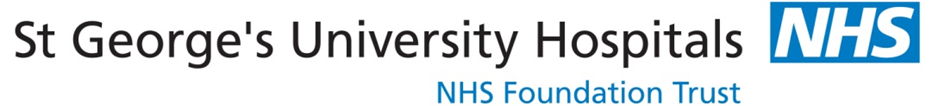 St George's University Hospitals NHS
NHS Foundation Trust